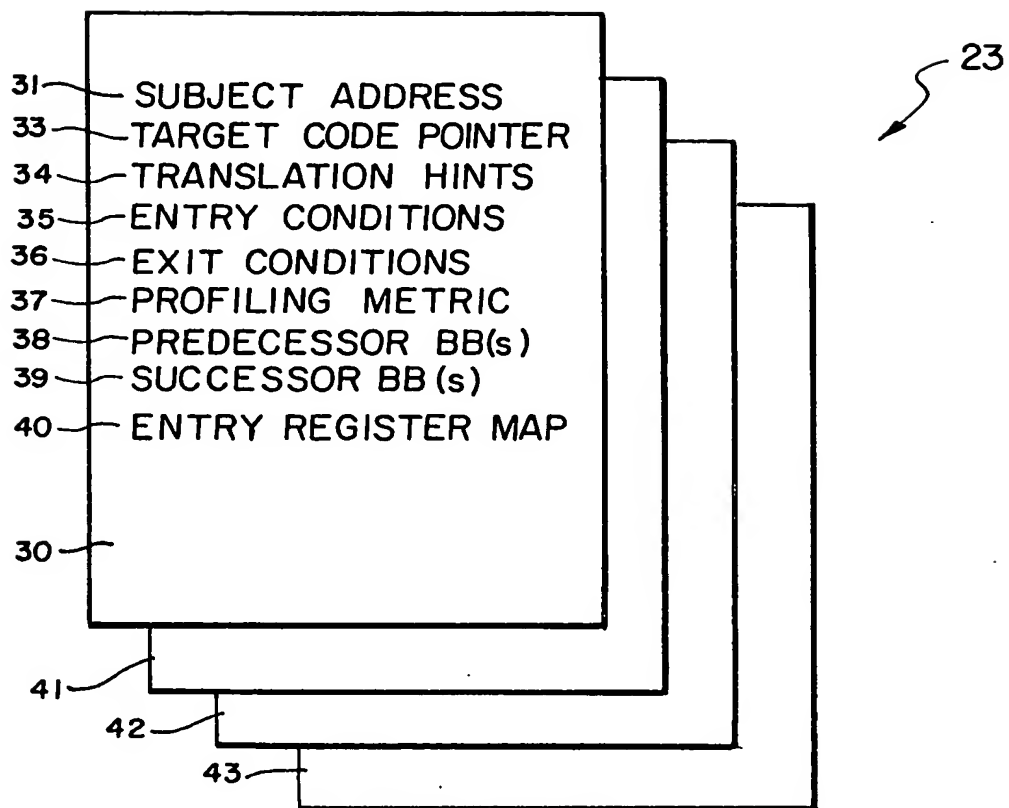 23
31 SUBJECT ADDRESS
33 TARGET CODE POINTER
34 TRANSLATION HINTS
35 ENTRY CONDITIONS
36 EXIT CONDITIONS
37 PROFILING METRIC
38 PREDECESSOR BB(s)
39 SUCCESSOR BB(s)
40 ENTRY REGISTER MAP
30
41
42
43